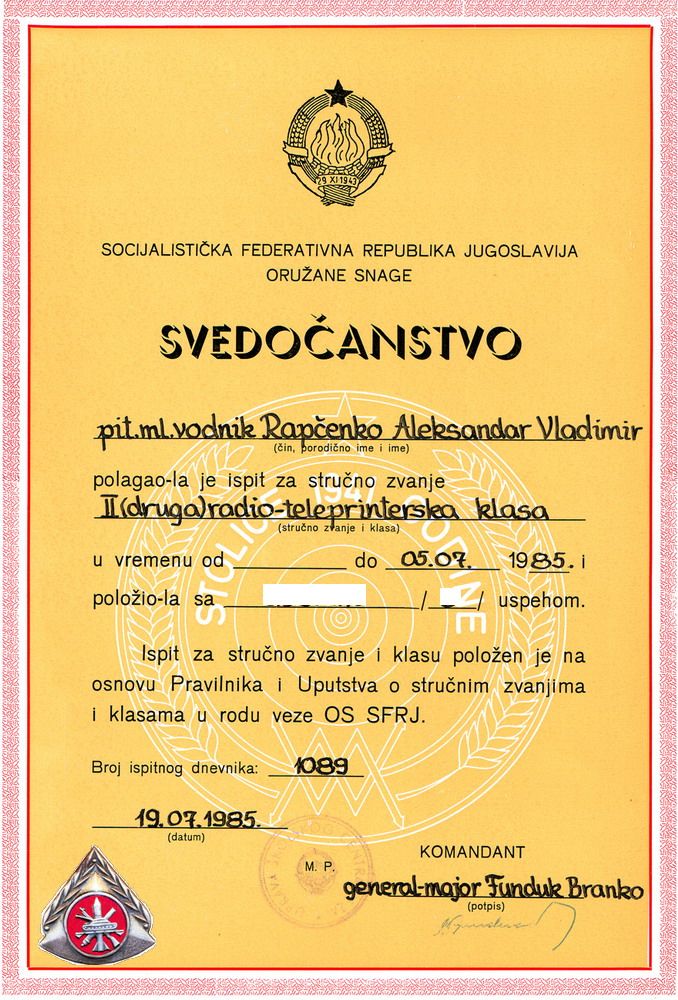 29 XI 1943
SOCIJALISTIČKA FEDERATIVNA REPUBLIKA JUGOSLAVIJA
ORUŽANE SNAGE
SVEDOČANSTVO
pit.ml.vodnik Rapčenko Aleksandar Vladimir
(čin, porodično ime i ime)
polagao-la je ispit za stručno zvanje
II(druga)radio-teleprinterska klasa
(stručno zvanje i klasa)
STOLICE 1941 GODINE
u vremenu od do 05.07. 1985. i
položio-la sa / / uspehom.
Ispit za stručno zvanje i klasu položen je na
osnovu Pravilnika i Uputstva o stručnim zvanjima
i klasama u rodu veze OS SFRJ.
Broj ispitnog dnevnika: 1089
19.07.1985.
(datum)
M. P.
KOMANDANT
general-major Funduk Branko
(potpis)